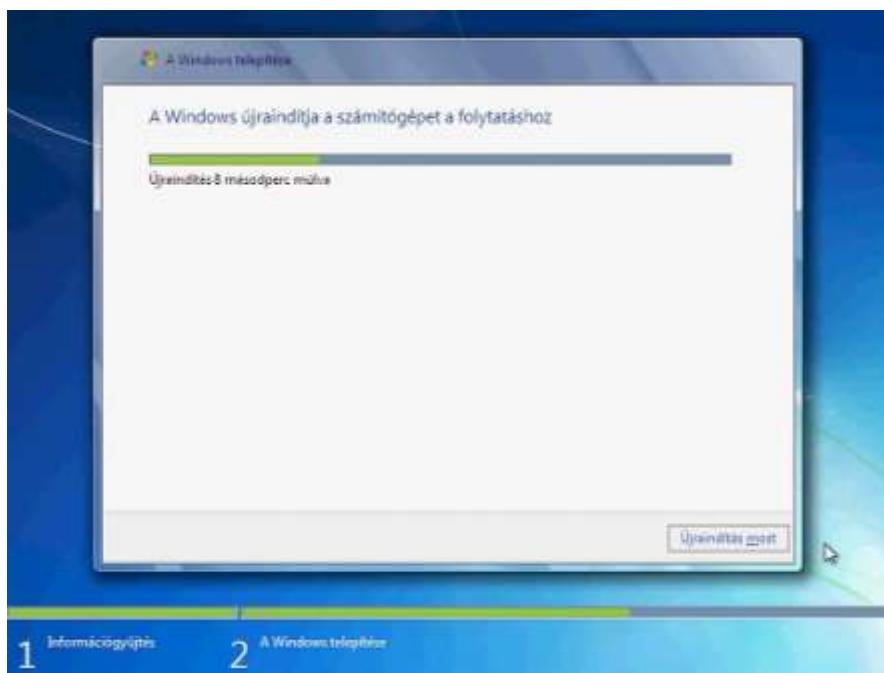 A Windows telepítése
A Windows újraindítja a számítógépet a folytatáshoz
Újraindítás 8 másodperc múlva
Újraindítás most
1 Információgyűjtés
2 A Windows telepítése